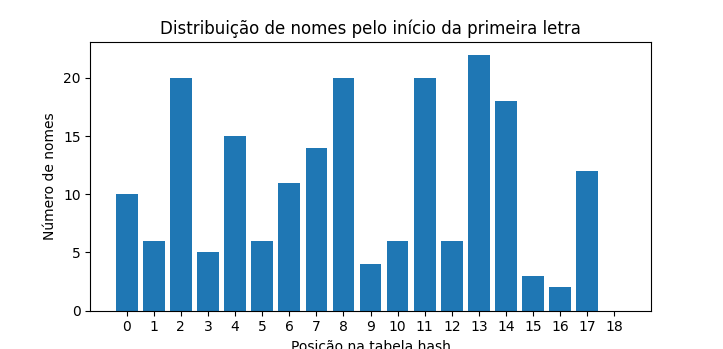 Distribuição de nomes pelo início da primeira letra
Número de nomes
20
15
10
5
0
0 1 2 3 4 5 6 7 8 9 10 11 12 13 14 15 16 17 18
Posição na tabela hash